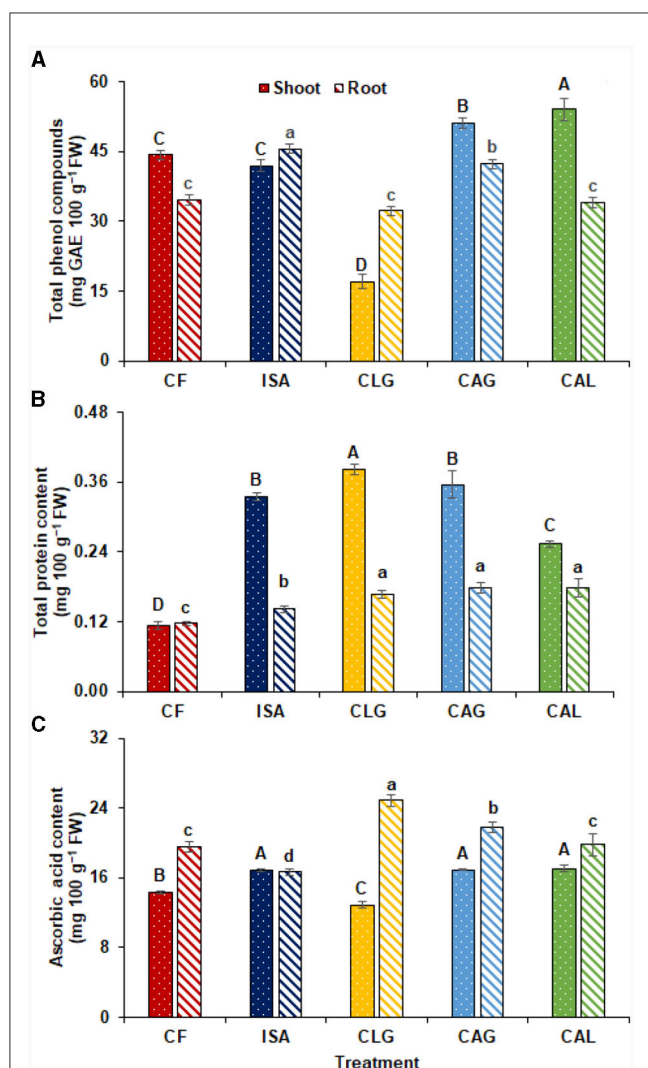 A
Total phenol compounds
(mg GAE 100 g⁻¹ FW)
60
45
30
15
0
Shoot Root
C c C a D c B b A c
CF ISA CLG CAG CAL
B
Total protein content
(mg 100 g⁻¹ FW)
0.48
0.36
0.24
0.12
0.00
D c B b A a B a C a
CF ISA CLG CAG CAL
C
Ascorbic acid content
(mg 100 g⁻¹ FW)
32
24
16
8
0
B c A d C a A b A c
CF ISA CLG CAG CAL
Treatment